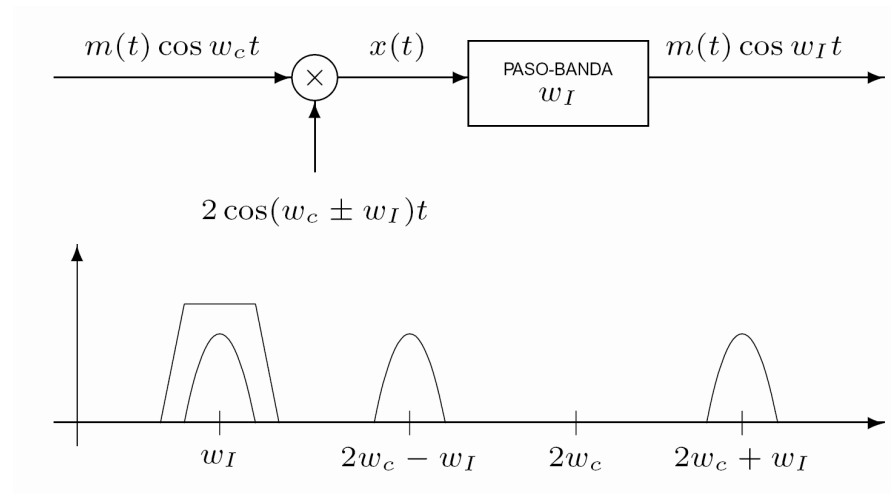 m(t) cos w_c t
x(t)
PASO-BANDA
w_I
m(t) cos w_I t
×
2 cos(w_c ± w_I)t
w_I
2w_c − w_I
2w_c
2w_c + w_I